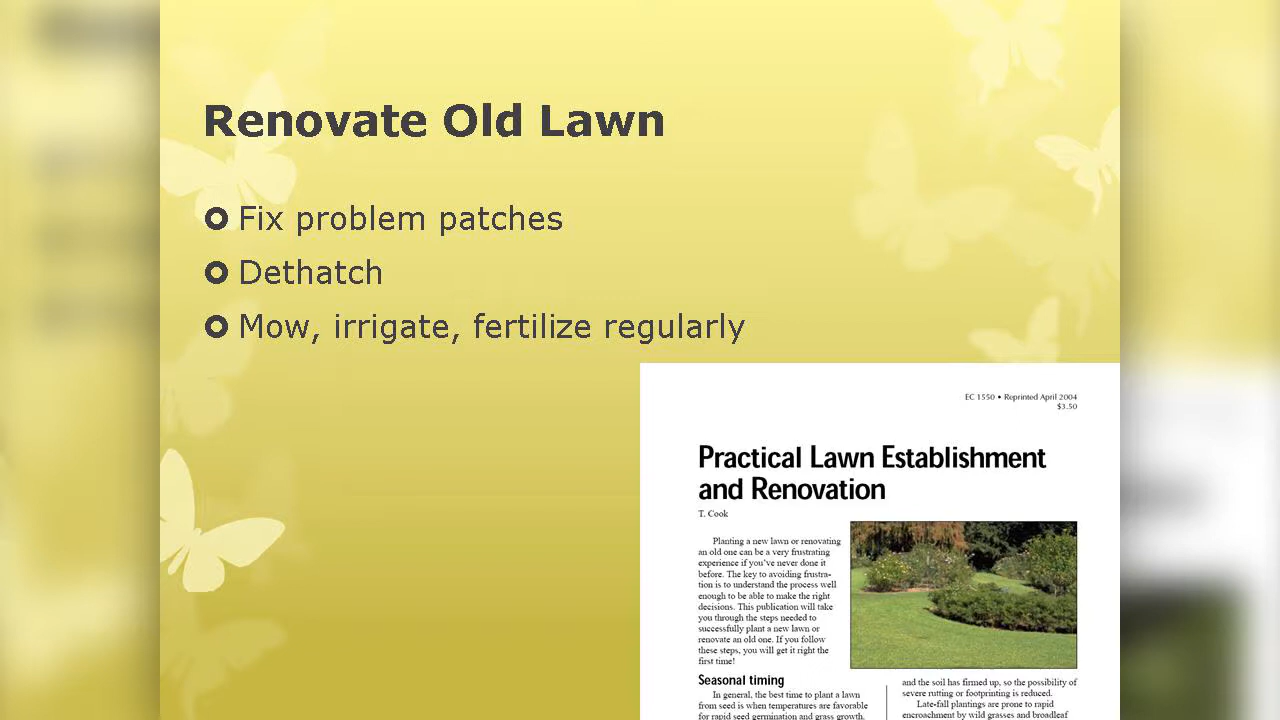 Renovate Old Lawn
Fix problem patches
Dethatch
Mow, irrigate, fertilize regularly
EC 1550 • Reprinted April 2004
$3.50
Practical Lawn Establishment
and Renovation
T. Cook
Planting a new lawn or renovating
an old one can be a very frustrating
experience if you've never done it
before. The key to avoiding frustra-
tion is to understand the process well
enough to be able to make the right
decisions. This publication will take
you through the steps needed to
successfully plant a new lawn or
renovate an old one. If you follow
these steps, you will get it right the
first time!
Seasonal timing
In general, the best time to plant a lawn
from seed is when temperatures are favorable
for rapid seed germination and grass growth,
and the soil has firmed up, so the possibility of
severe rutting or footprinting is reduced.
Late-fall plantings are prone to rapid
encroachment by wild grasses and broadleaf